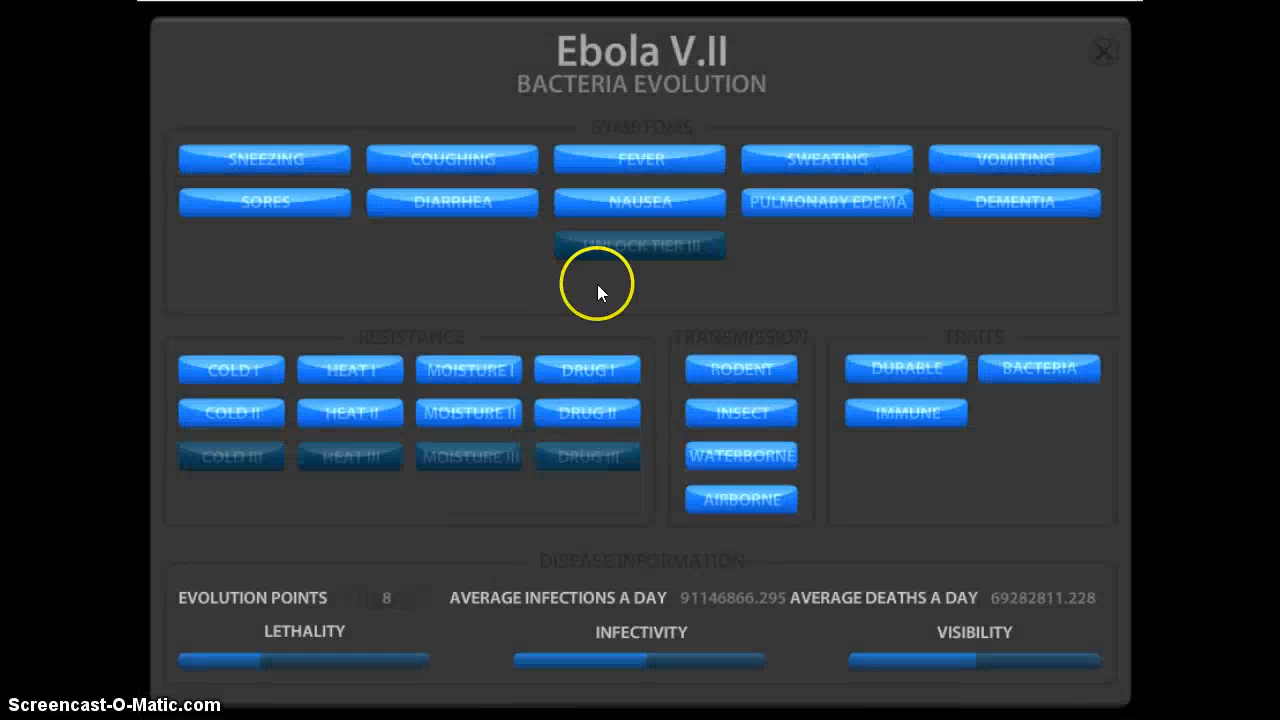 Ebola V.II
BACTERIA EVOLUTION
SYMPTOMS
SNEEZING COUGHING FEVER SWEATING VOMITING
SORES DIARRHEA NAUSEA PULMONARY EDEMA DEMENTIA
UNLOCK TIER III
RESISTANCE TRANSMISSION TRAITS
COLD I HEAT I MOISTURE I DRUG I RODENT DURABLE BACTERIA
COLD II HEAT II MOISTURE II DRUG II INSECT IMMUNE
COLD III HEAT III MOISTURE III DRUG III WATERBORNE
AIRBORNE
DISEASE INFORMATION
EVOLUTION POINTS 8 AVERAGE INFECTIONS A DAY 91146866.295 AVERAGE DEATHS A DAY 69282811.228
LETHALITY INFECTIVITY VISIBILITY
Screencast-O-Matic.com